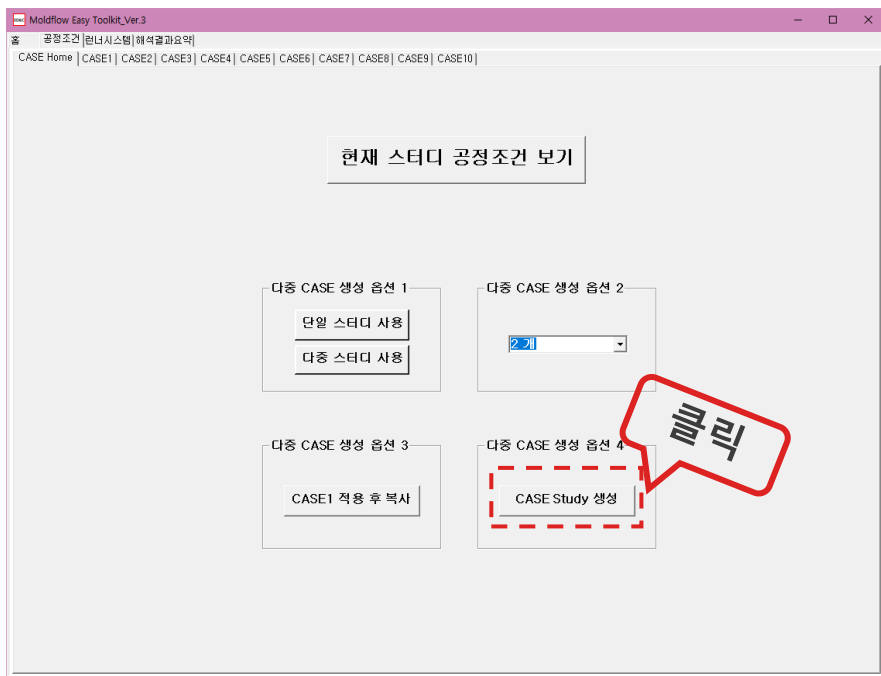 Moldflow Easy Toolkit_Ver.3
홈 공정조건 런너시스템 해석결과요약
CASE Home CASE1 CASE2 CASE3 CASE4 CASE5 CASE6 CASE7 CASE8 CASE9 CASE10
현재 스터디 공정조건 보기
다중 CASE 생성 옵션 1
단일 스터디 사용
다중 스터디 사용
다중 CASE 생성 옵션 2
2 개
다중 CASE 생성 옵션 3
CASE1 적용 후 복사
다중 CASE 생성 옵션 4
CASE Study 생성
클릭